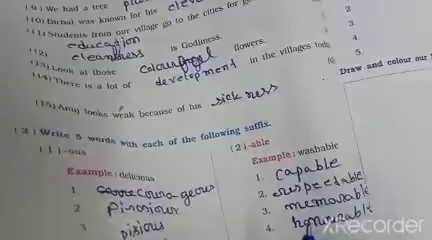 (9) We had a tree
(10) Birbal was known for his
(11) Students from our village go to the cities for
education
(12) cleanliness is Godliness.
(13) Look at those colourful flowers.
(14) There is a lot of development in the villages
(15) Anuj looks weak because of his sickness
(2) Write 5 words with each of the following suffix.
(1) -ous
Example : delicious
1.
2
3
(2) -able
Example : washable
1. capable
2. respectable
3. memorable
4. honourable
2
3.
4.
5.
Draw and colour our
XRecorder